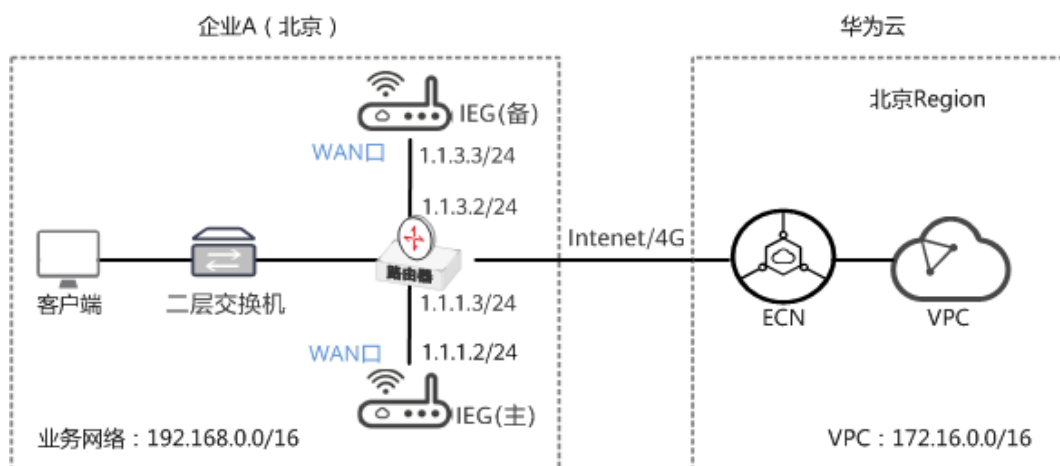 企业A（北京）
华为云
北京Region
IEG(备)
WAN口
1.1.3.3/24
1.1.3.2/24
Intenet/4G
路由器
客户端
二层交换机
1.1.1.3/24
ECN
VPC
WAN口
1.1.1.2/24
IEG(主)
业务网络：192.168.0.0/16
VPC：172.16.0.0/16